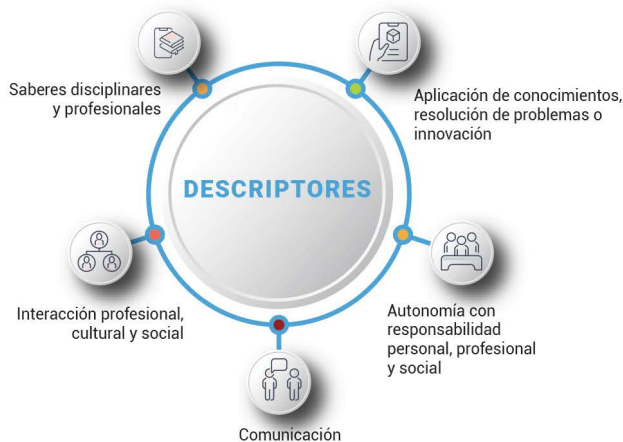 Saberes disciplinares
y profesionales
Aplicación de conocimientos,
resolución de problemas o
innovación
DESCRIPTORES
Interacción profesional,
cultural y social
Autonomía con
responsabilidad
personal, profesional
y social
Comunicación